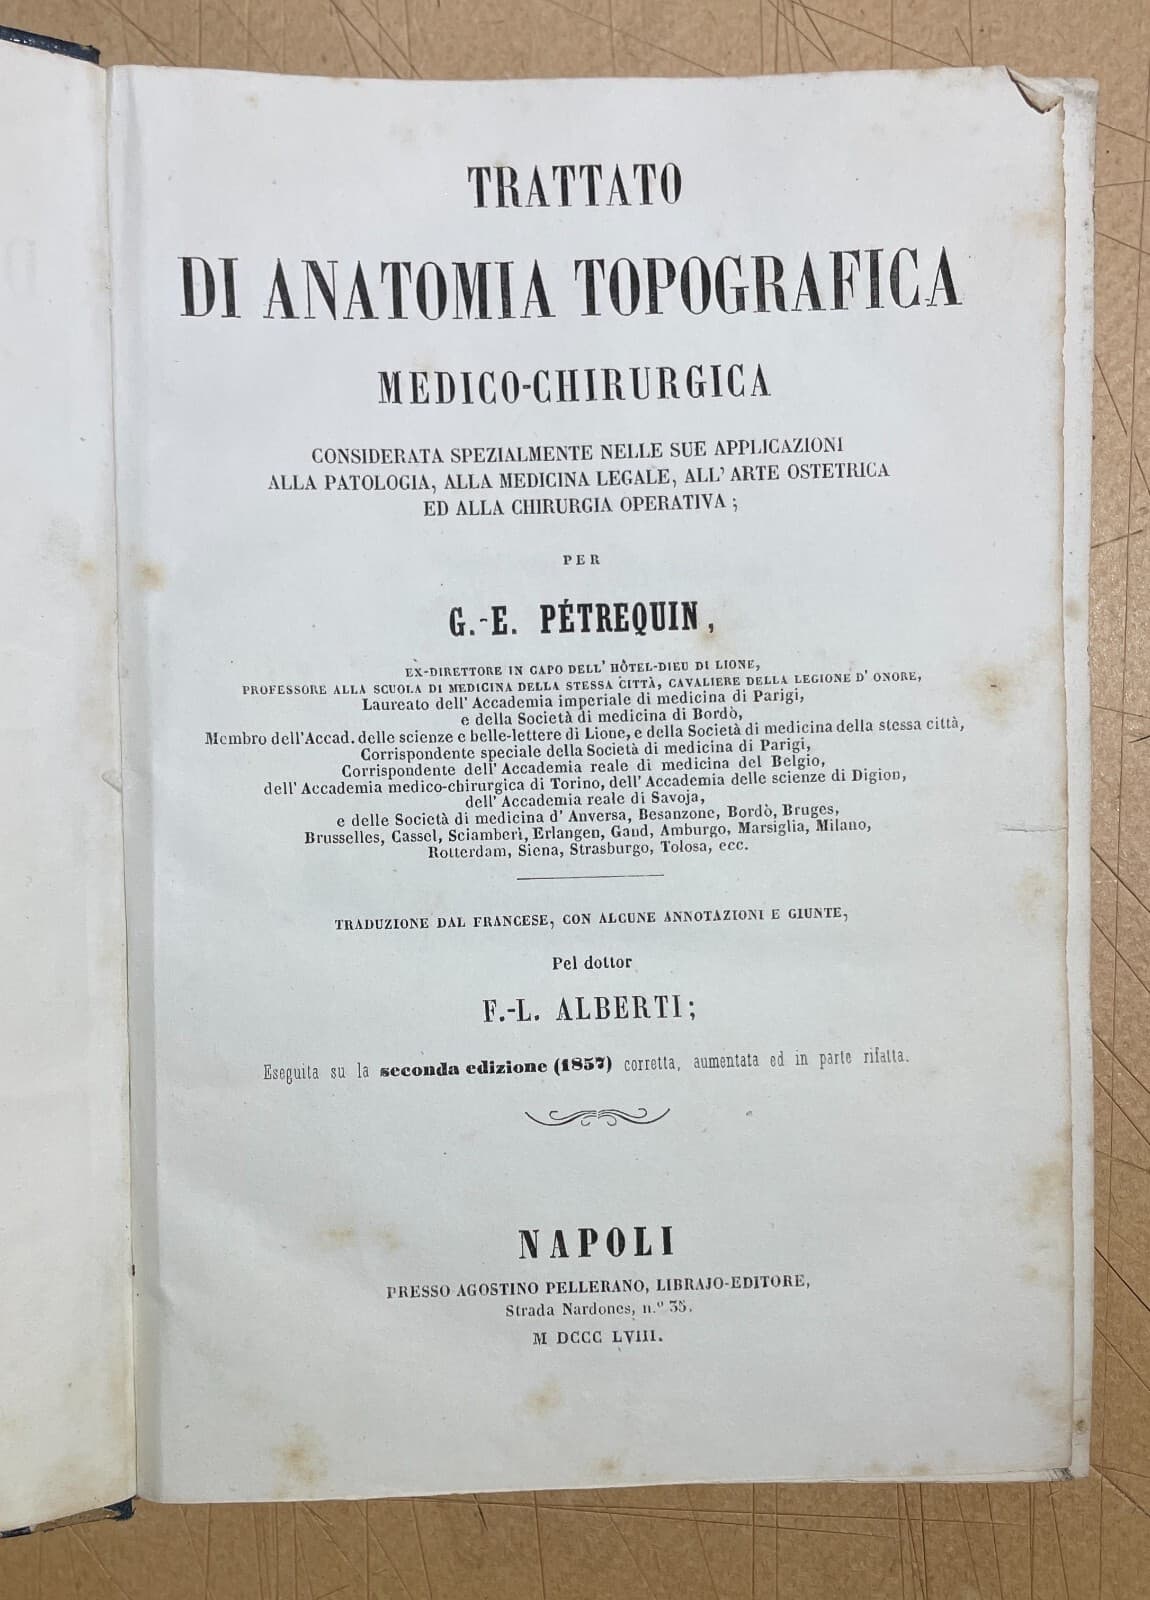 TRATTATO
DI ANATOMIA TOPOGRAFICA
MEDICO-CHIRURGICA
CONSIDERATA SPEZIALMENTE NELLE SUE APPLICAZIONI
ALLA PATOLOGIA, ALLA MEDICINA LEGALE, ALL' ARTE OSTETRICA
ED ALLA CHIRURGIA OPERATIVA;
PER
G.-E. PÉTREQUIN,
EX-DIRETTORE IN CAPO DELL' HÔTEL-DIEU DI LIONE,
PROFESSORE ALLA SCUOLA DI MEDICINA DELLA STESSA CITTÀ, CAVALIERE DELLA LEGIONE D' ONORE,
Laureato dell' Accademia imperiale di medicina di Parigi,
e della Società di medicina di Bordò,
Membro dell'Accad. delle scienze e belle-lettere di Lione, e della Società di medicina della stessa città,
Corrispondente speciale della Società di medicina di Parigi,
Corrispondente dell' Accademia reale di medicina del Belgio,
dell' Accademia medico-chirurgica di Torino, dell' Accademia delle scienze di Digion,
dell' Accademia reale di Savoja,
e delle Società di medicina d' Anversa, Besanzone, Bordò, Bruges,
Brusselles, Cassel, Sciamberì, Erlangen, Gand, Amburgo, Marsiglia, Milano,
Rotterdam, Siena, Strasburgo, Tolosa, ecc.
TRADUZIONE DAL FRANCESE, CON ALCUNE ANNOTAZIONI E GIUNTE,
Pel dottor
F.-L. ALBERTI;
Eseguita su la seconda edizione (1857) corretta, aumentata ed in parte rifatta.
NAPOLI
PRESSO AGOSTINO PELLERANO, LIBRAJO-EDITORE,
Strada Nardones, n.º 35.
M DCCC LVIII.